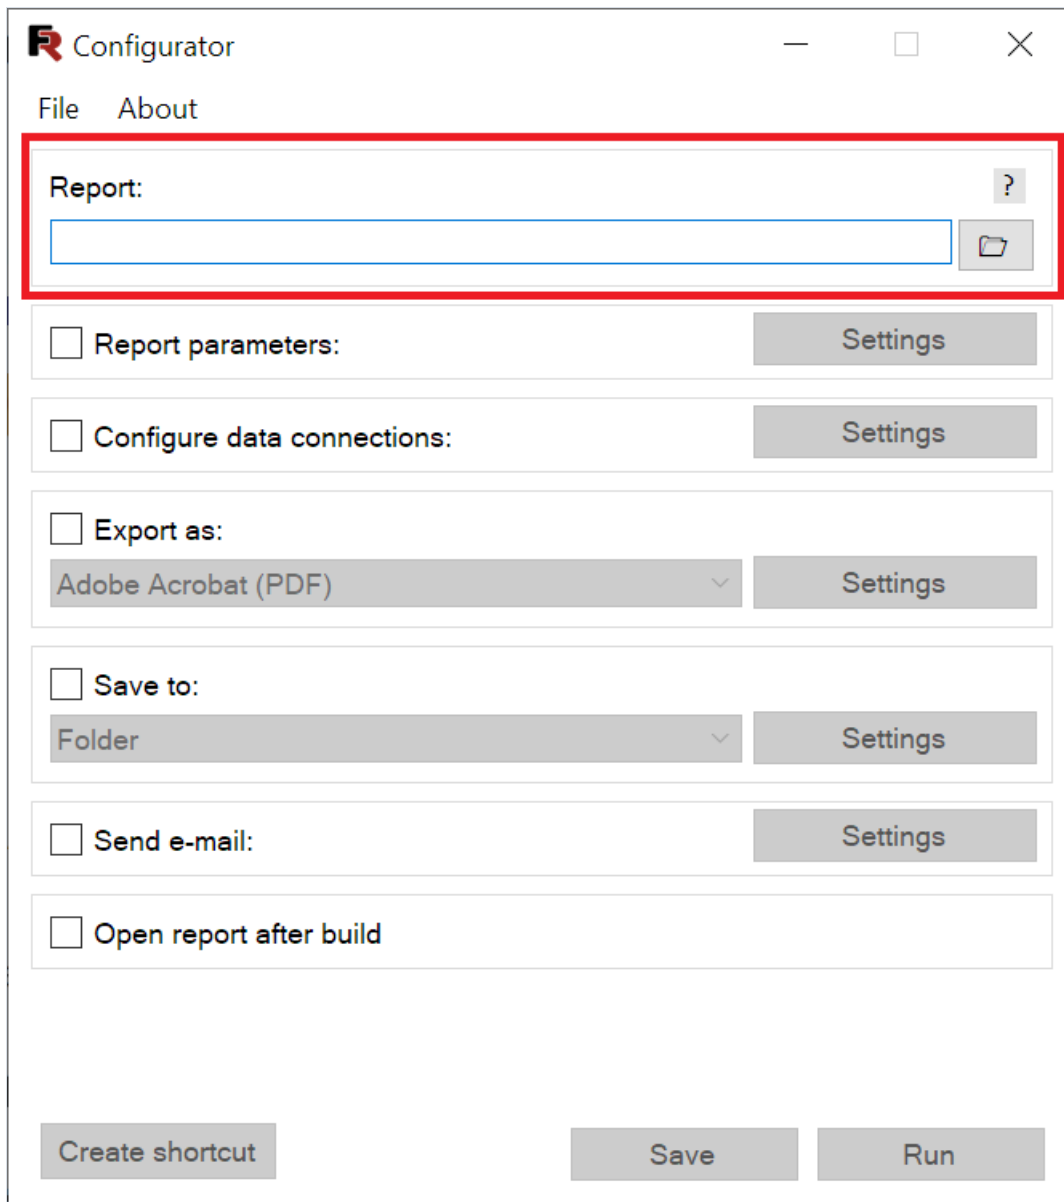 FR Configurator
File About
Report: ?
Report parameters: Settings
Configure data connections: Settings
Export as:
Adobe Acrobat (PDF) Settings
Save to:
Folder Settings
Send e-mail: Settings
Open report after build
Create shortcut Save Run